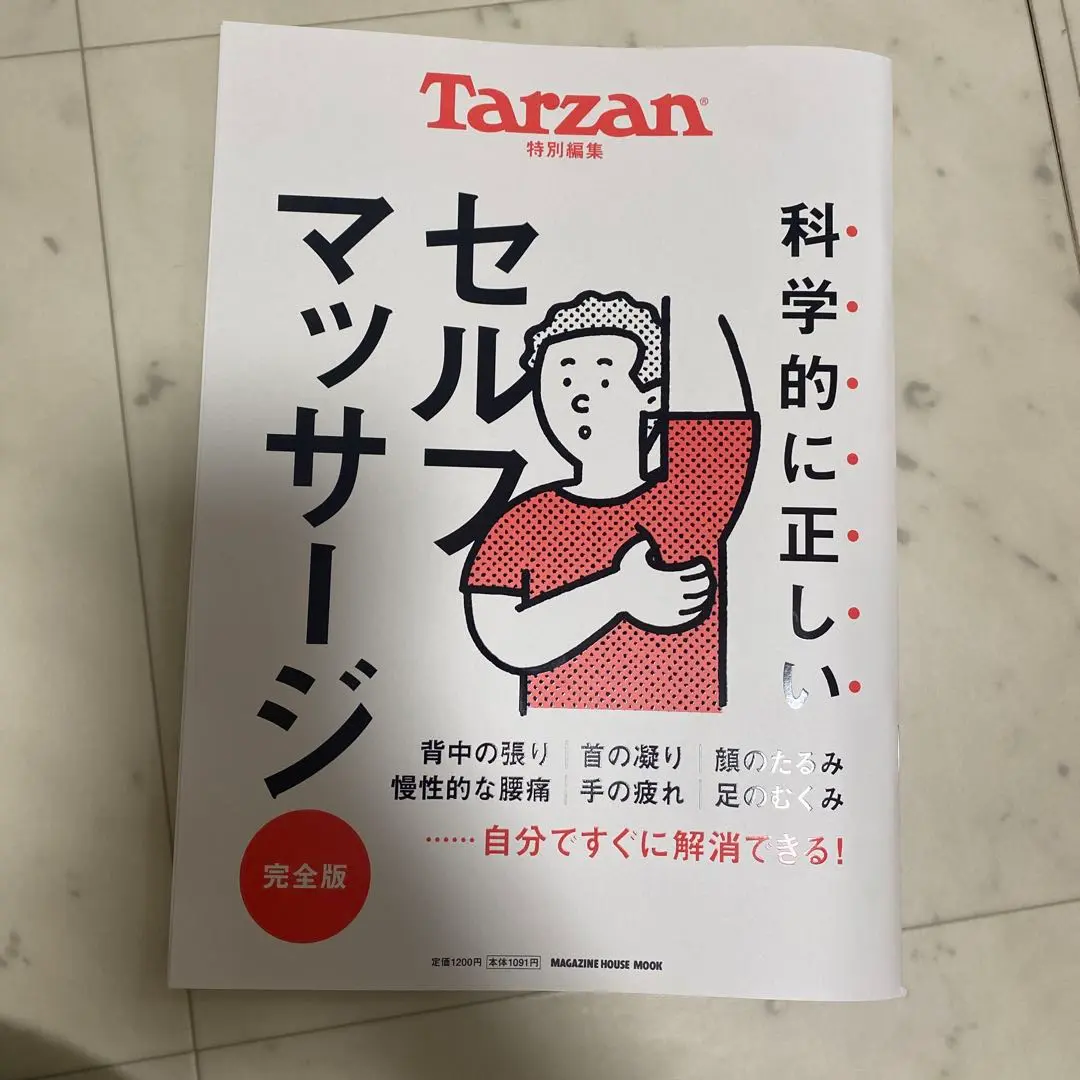 Tarzan®
特別編集
科学的に正しい
セルフ
マッサージ
背中の張り｜首の凝り｜顔のたるみ
慢性的な腰痛｜手の疲れ｜足のむくみ
……自分ですぐに解消できる!
完全版
定価1200円 本体1091円 MAGAZINE HOUSE MOOK